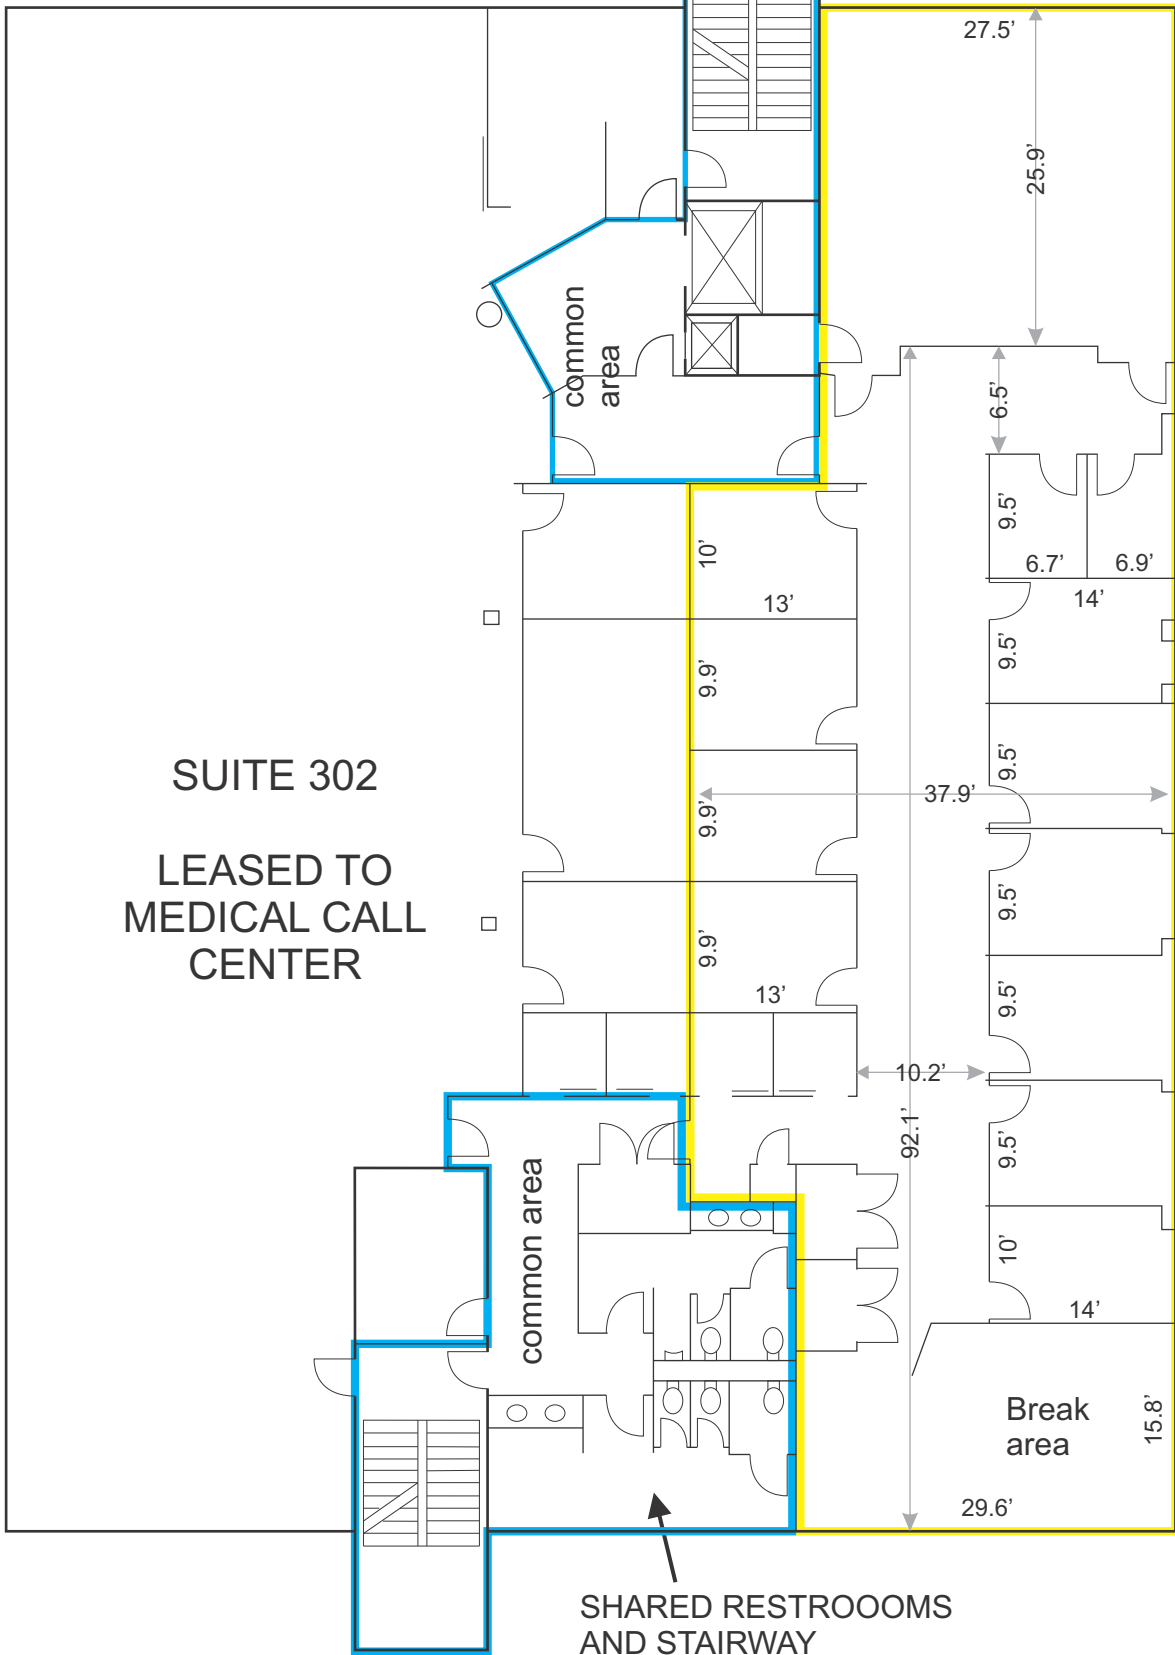 27.5’
25.9’
common
area
6.5’
9.5’
6.7’
6.9’
10’
13’
14’
9.9’
9.5’
SUITE 302
9.5’
37.9’
9.9’
LEASED TO
MEDICAL CALL
CENTER
9.5’
9.9’
13’
9.5’
10.2’
92.1’
9.5’
common area
10’
14’
Break
area
15.8’
29.6’
SHARED RESTROOOMS
AND STAIRWAY